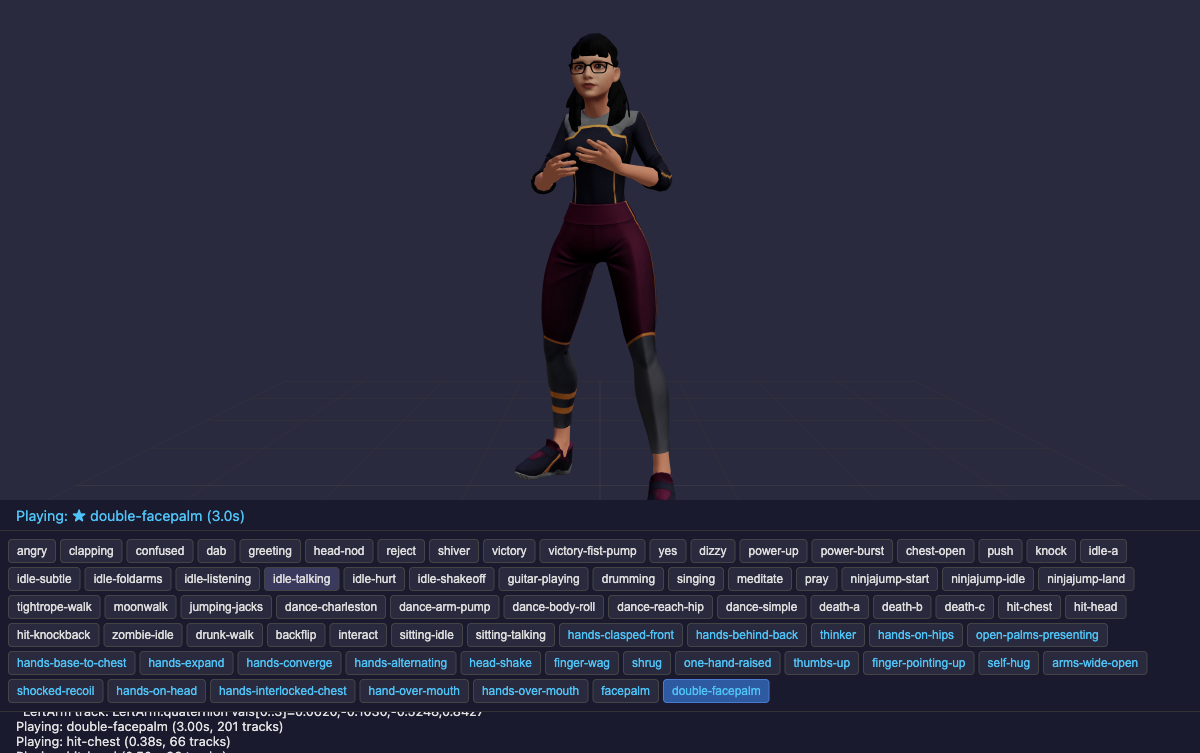 Playing: ★ double-facepalm (3.0s)
angry clapping confused dab greeting head-nod reject shiver victory victory-fist-pump yes dizzy power-up power-burst chest-open push knock idle-a
idle-subtle idle-foldarms idle-listening idle-talking idle-hurt idle-shakeoff guitar-playing drumming singing meditate pray ninjajump-start ninjajump-idle ninjajump-land
tightrope-walk moonwalk jumping-jacks dance-charleston dance-arm-pump dance-body-roll dance-reach-hip dance-simple death-a death-b death-c hit-chest hit-head
hit-knockback zombie-idle drunk-walk backflip interact sitting-idle sitting-talking hands-clasped-front hands-behind-back thinker hands-on-hips open-palms-presenting
hands-base-to-chest hands-expand hands-converge hands-alternating head-shake finger-wag shrug one-hand-raised thumbs-up finger-pointing-up self-hug arms-wide-open
shocked-recoil hands-on-head hands-interlocked-chest hand-over-mouth hands-over-mouth facepalm double-facepalm
LeftArm track: LeftArm.quaternion
Playing: double-facepalm (3.00s, 201 tracks)
Playing: hit-chest (0.38s, 66 tracks)